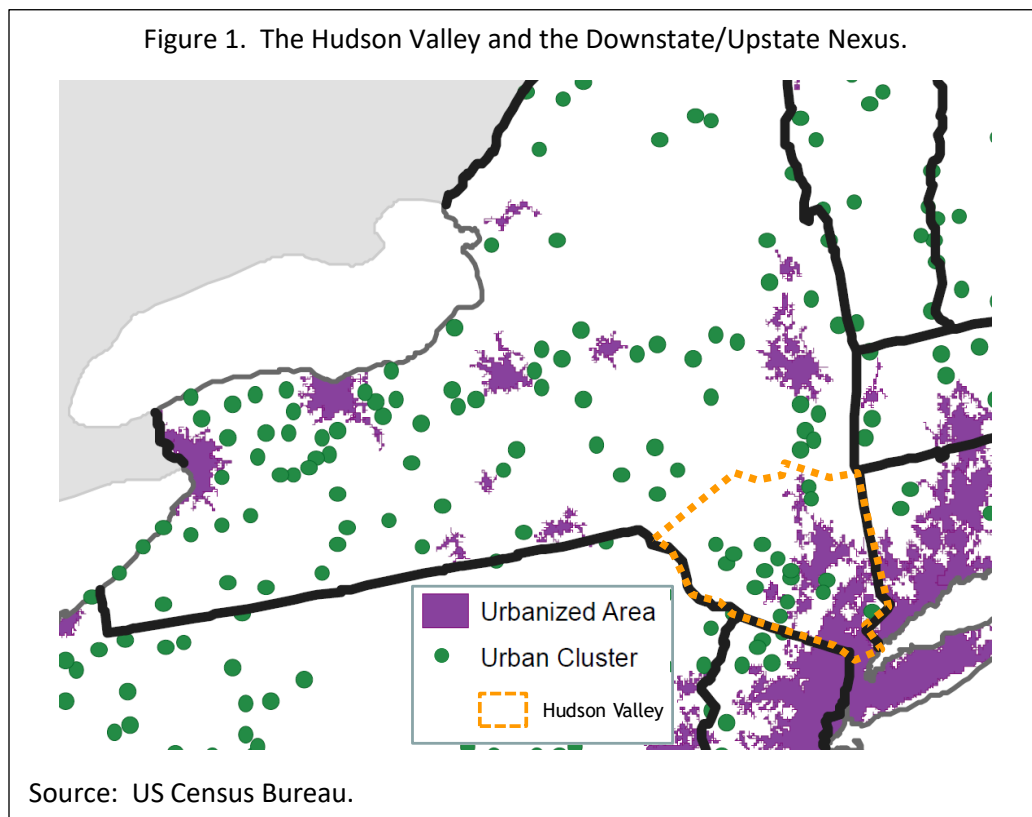 Figure 1.  The Hudson Valley and the Downstate/Upstate Nexus.
Urbanized Area
Urban Cluster
Hudson Valley
Source:  US Census Bureau.